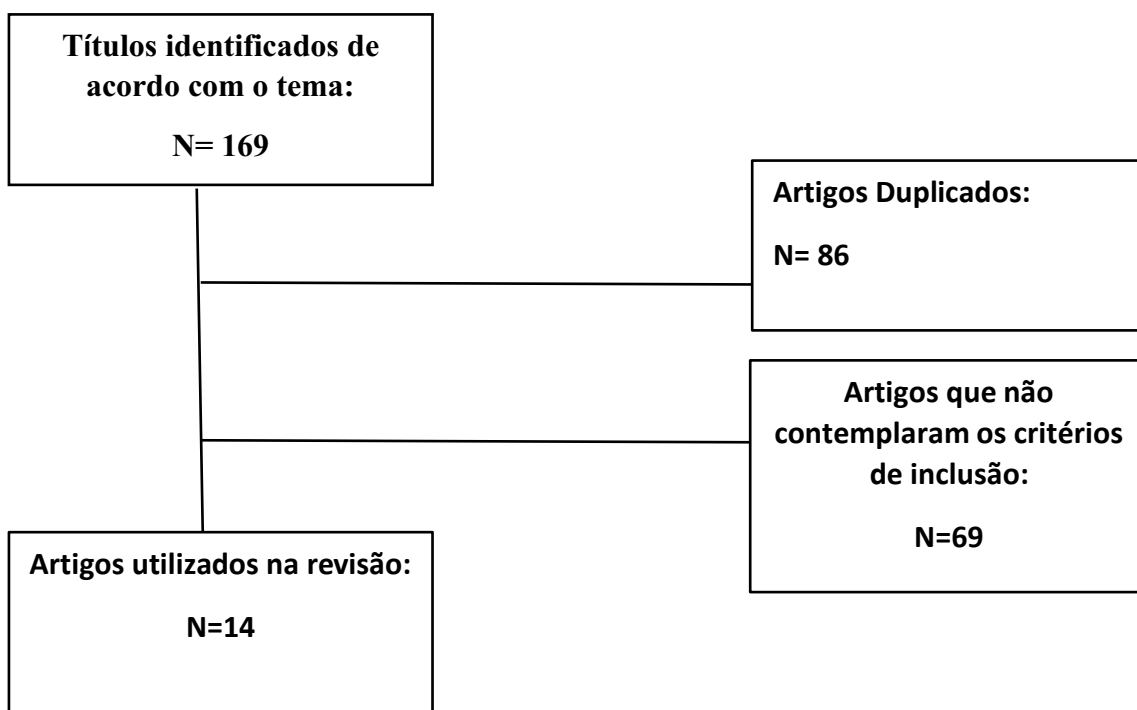 Títulos identificados de
acordo com o tema:
N= 169
Artigos Duplicados:
N= 86
Artigos que não
contemplaram os critérios
de inclusão:
N=69
Artigos utilizados na revisão:
N=14